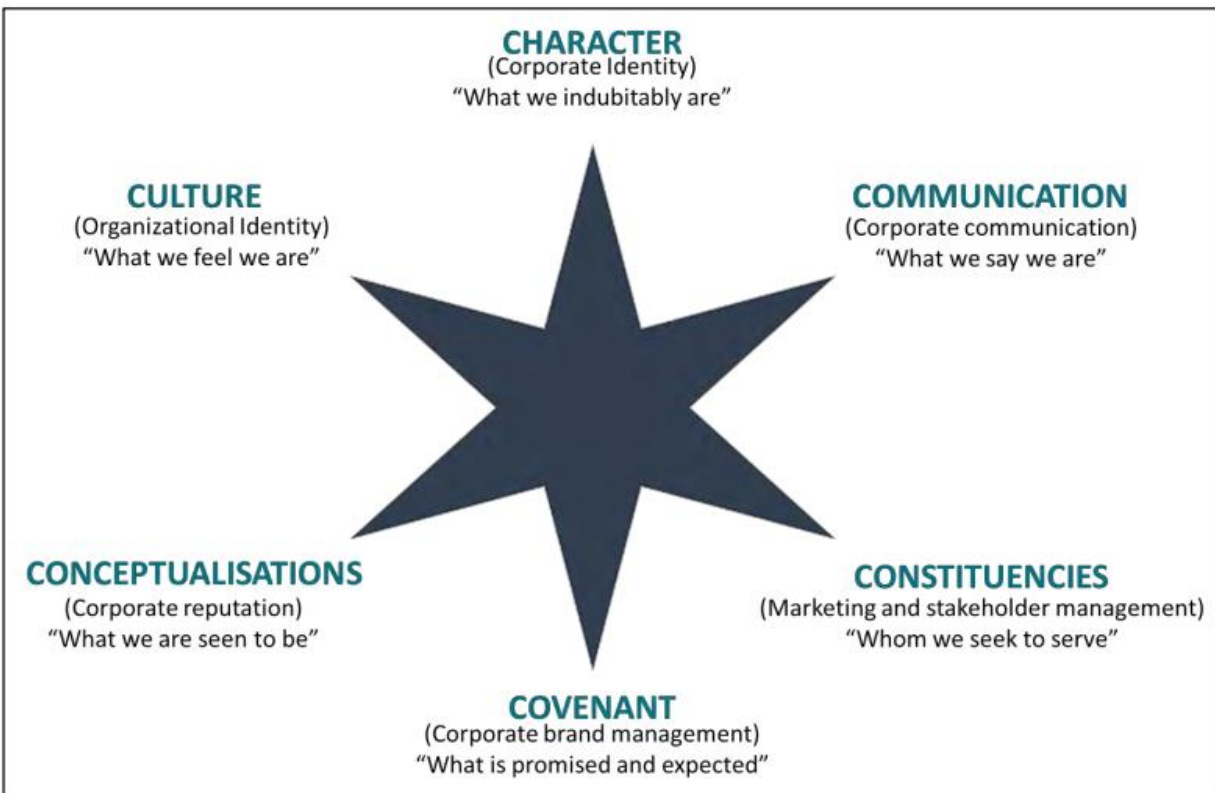 CHARACTER
(Corporate Identity)
“What we indubitably are”
CULTURE
(Organizational Identity)
“What we feel we are”
COMMUNICATION
(Corporate communication)
“What we say we are”
CONCEPTUALISATIONS
(Corporate reputation)
“What we are seen to be”
CONSTITUENCIES
(Marketing and stakeholder management)
“Whom we seek to serve”
COVENANT
(Corporate brand management)
“What is promised and expected”